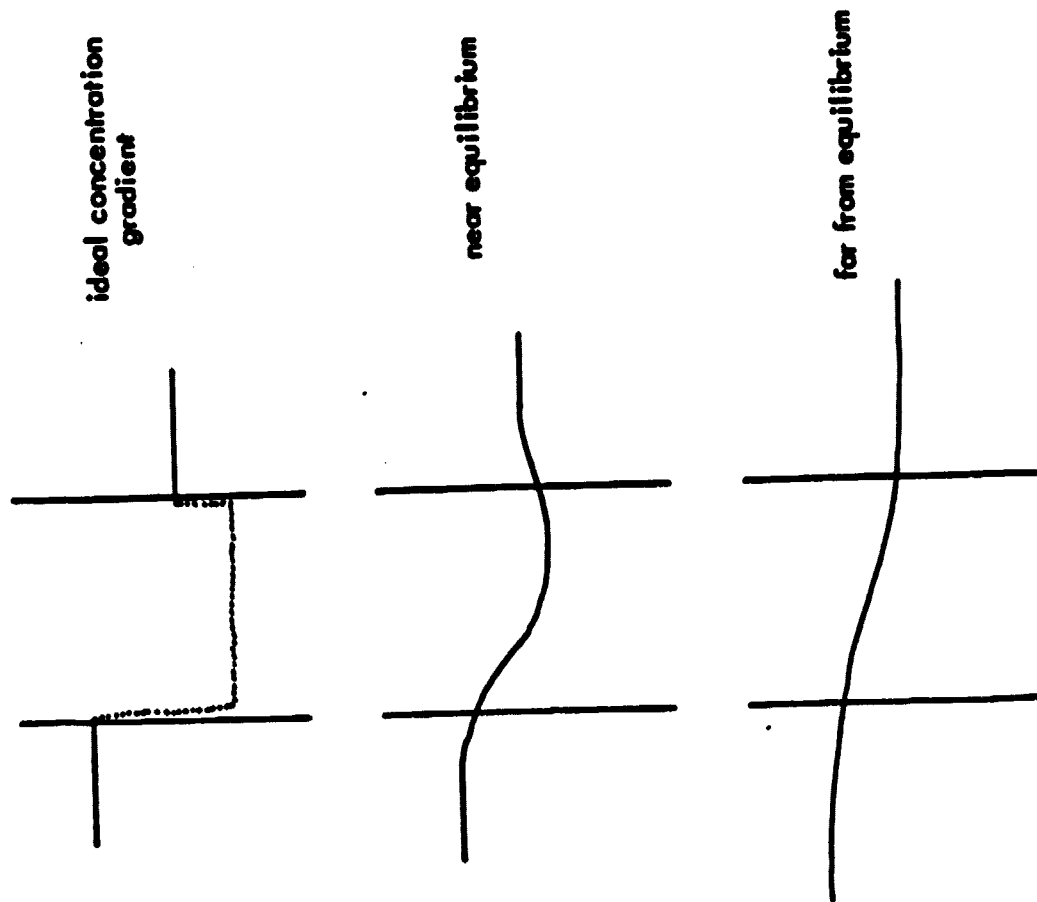 ideal concentration
gradient
near equilibrium
far from equilibrium